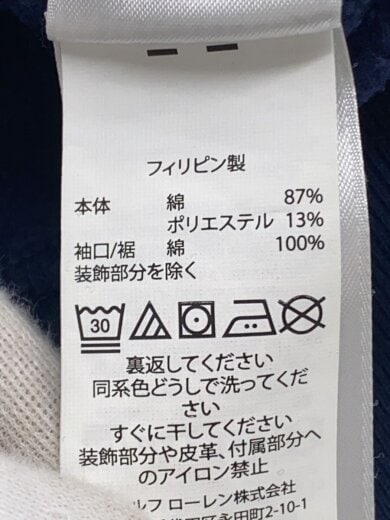 フィリピン製
本体 綿 87%
ポリエステル 13%
袖口/裾 綿 100%
装飾部分を除く
30
裏返してください
同系色どうしで洗ってくだ
さい
すぐに干してください
装飾部分や皮革、付属部分へ
のアイロン禁止
ルフ ローレン株式会社
永田町2-10-1